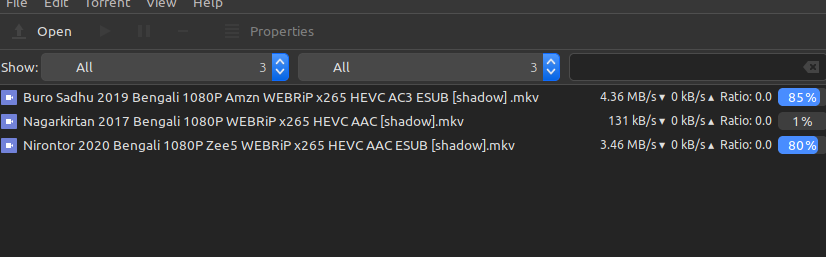 File Edit Torrent View Help
Open Properties
Show: All 3 All 3
Buro Sadhu 2019 Bengali 1080P Amzn WEBRiP x265 HEVC AC3 ESUB [shadow] .mkv 4.36 MB/s▼ 0 kB/s▲ Ratio: 0.0 85%
Nagarkirtan 2017 Bengali 1080P WEBRiP x265 HEVC AAC [shadow].mkv 131 kB/s▼ 0 kB/s▲ Ratio: 0.0 1%
Nirontor 2020 Bengali 1080P Zee5 WEBRiP x265 HEVC AAC ESUB [shadow].mkv 3.46 MB/s▼ 0 kB/s▲ Ratio: 0.0 80%